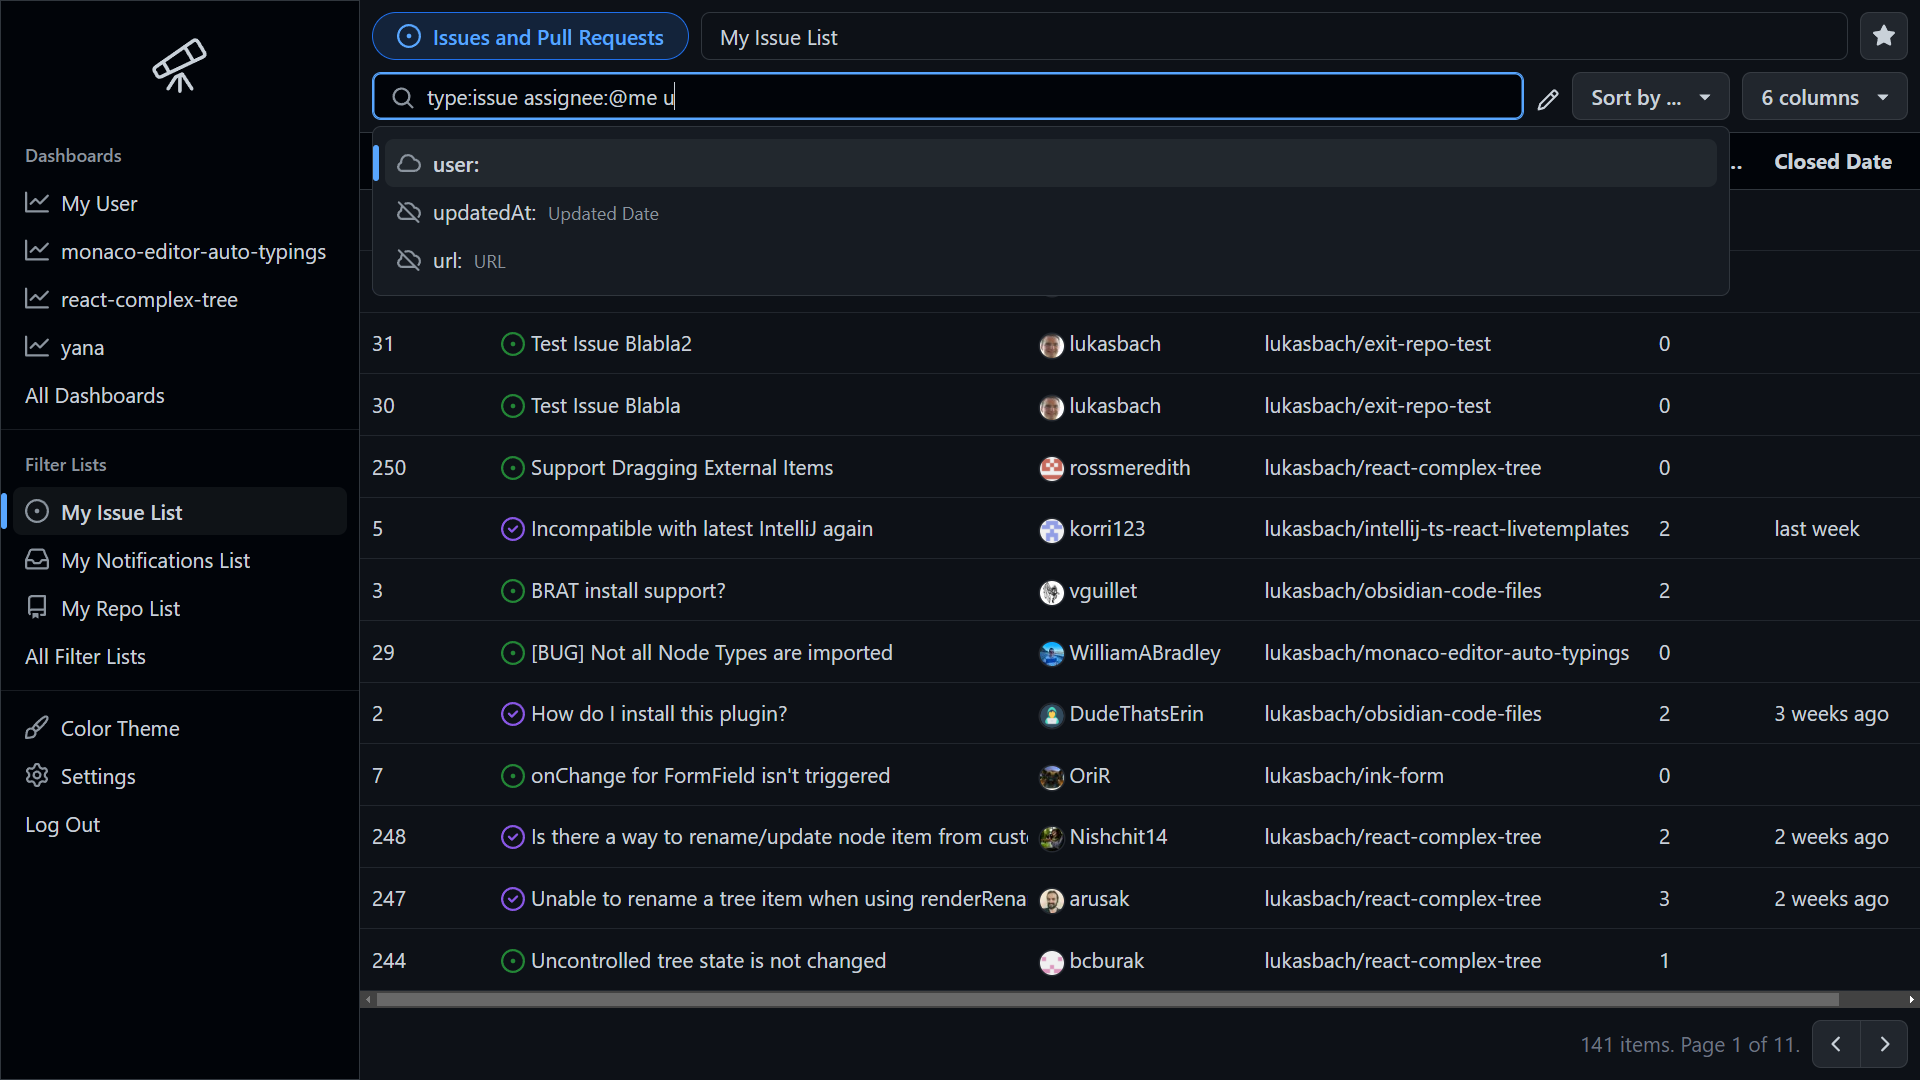 Dashboards
My User
monaco-editor-auto-typings
react-complex-tree
yana
All Dashboards
Filter Lists
My Issue List
My Notifications List
My Repo List
All Filter Lists
Color Theme
Settings
Log Out
Issues and Pull Requests
My Issue List
type:issue assignee:@me u
Sort by ...
6 columns
user:
updatedAt: Updated Date
url: URL
.. Closed Date
31 Test Issue Blabla2 lukasbach lukasbach/exit-repo-test 0
30 Test Issue Blabla lukasbach lukasbach/exit-repo-test 0
250 Support Dragging External Items rossmeredith lukasbach/react-complex-tree 0
5 Incompatible with latest IntelliJ again korri123 lukasbach/intellij-ts-react-livetemplates 2 last week
3 BRAT install support? vguillet lukasbach/obsidian-code-files 2
29 [BUG] Not all Node Types are imported WilliamABradley lukasbach/monaco-editor-auto-typings 0
2 How do I install this plugin? DudeThatsErin lukasbach/obsidian-code-files 2 3 weeks ago
7 onChange for FormField isn't triggered OriR lukasbach/ink-form 0
248 Is there a way to rename/update node item from custo Nishchit14 lukasbach/react-complex-tree 2 2 weeks ago
247 Unable to rename a tree item when using renderRena arusak lukasbach/react-complex-tree 3 2 weeks ago
244 Uncontrolled tree state is not changed bcburak lukasbach/react-complex-tree 1
141 items. Page 1 of 11.